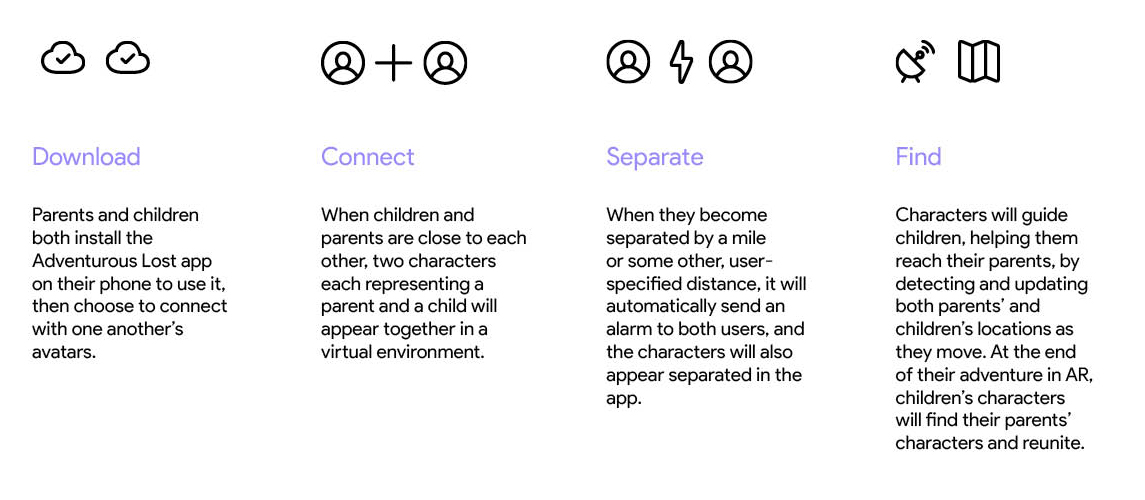 Download
Parents and children
both install the
Adventurous Lost app
on their phone to use it,
then choose to connect
with one another's
avatars.
Connect
When children and
parents are close to each
other, two characters
each representing a
parent and a child will
appear together in a
virtual environment.
Separate
When they become
separated by a mile
or some other, user-
specified distance, it will
automatically send an
alarm to both users, and
the characters will also
appear separated in the
app.
Find
Characters will guide
children, helping them
reach their parents, by
detecting and updating
both parents' and
children's locations as
they move. At the end
of their adventure in AR,
children's characters
will find their parents'
characters and reunite.